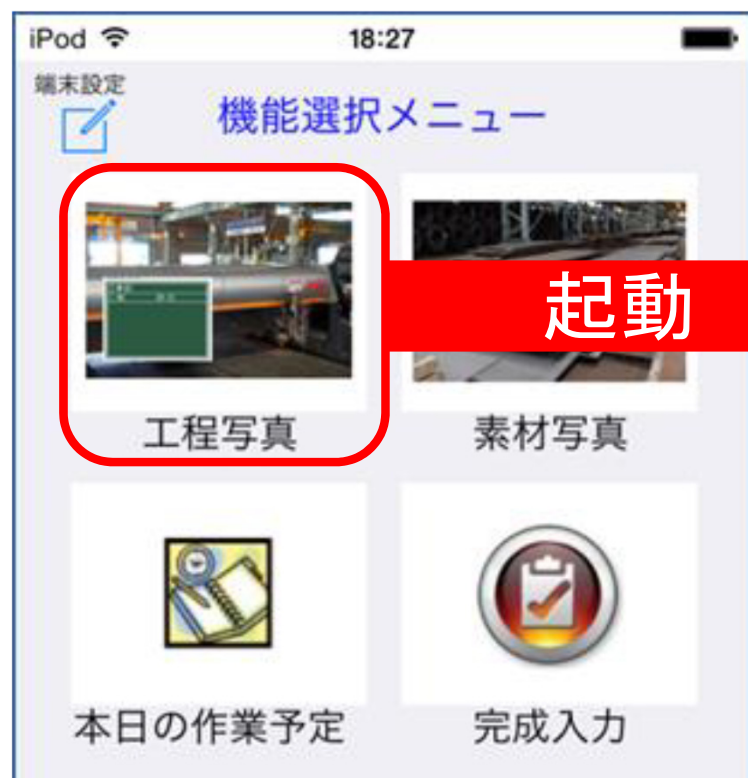 iPod 18:27
端末設定
機能選択メニュー
起動
工程写真
素材写真
本日の作業予定
完成入力